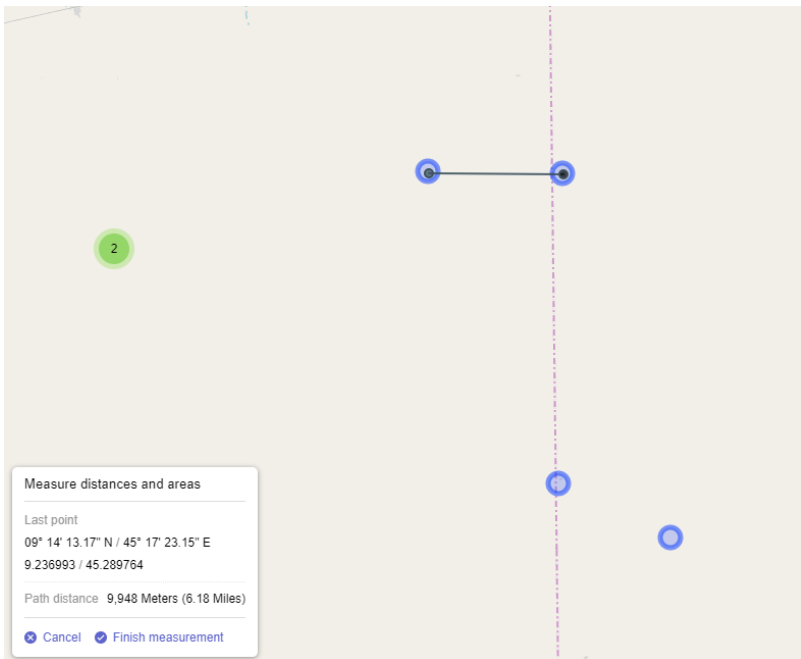 2
Measure distances and areas
Last point
09° 14' 13.17" N / 45° 17' 23.15" E
9.236993 / 45.289764
Path distance 9,948 Meters (6.18 Miles)
Cancel Finish measurement